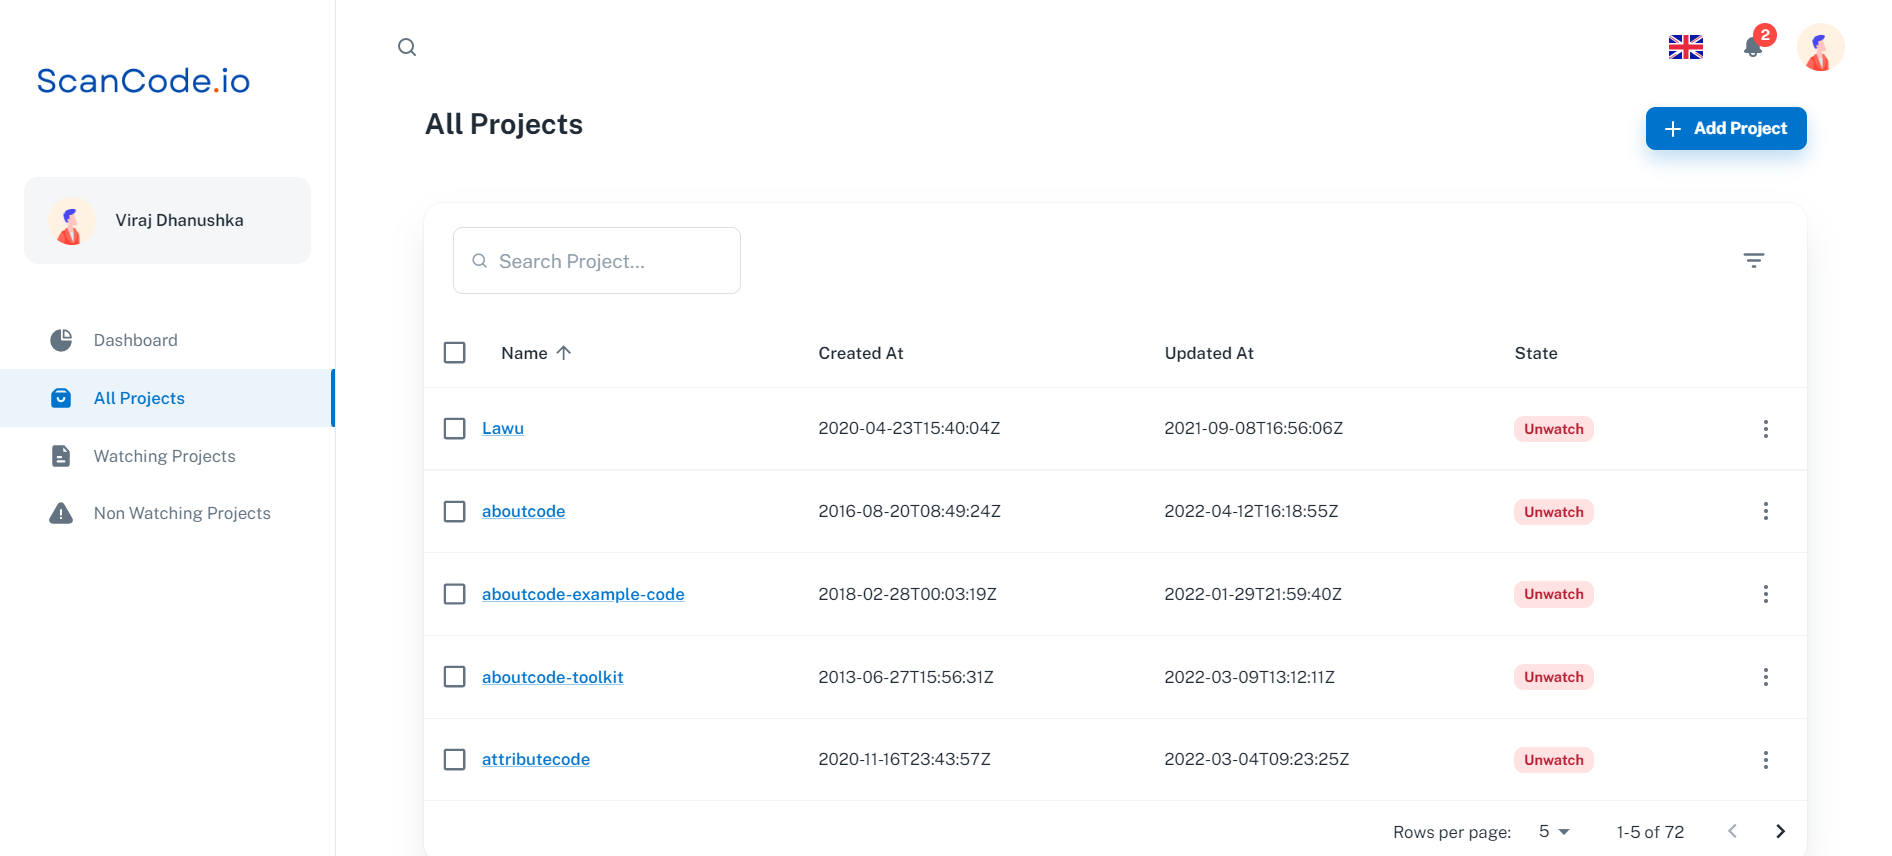 ScanCode.io
2
All Projects
Add Project
Viraj Dhanushka
Search Project...
Dashboard
All Projects
Watching Projects
Non Watching Projects
Name Created At Updated At State
Lawu 2020-04-23T15:40:04Z 2021-09-08T16:56:06Z Unwatch
aboutcode 2016-08-20T08:49:24Z 2022-04-12T16:18:55Z Unwatch
aboutcode-example-code 2018-02-28T00:03:19Z 2022-01-29T21:59:40Z Unwatch
aboutcode-toolkit 2013-06-27T15:56:31Z 2022-03-09T13:12:11Z Unwatch
attributecode 2020-11-16T23:43:57Z 2022-03-04T09:23:25Z Unwatch
Rows per page: 5 1-5 of 72